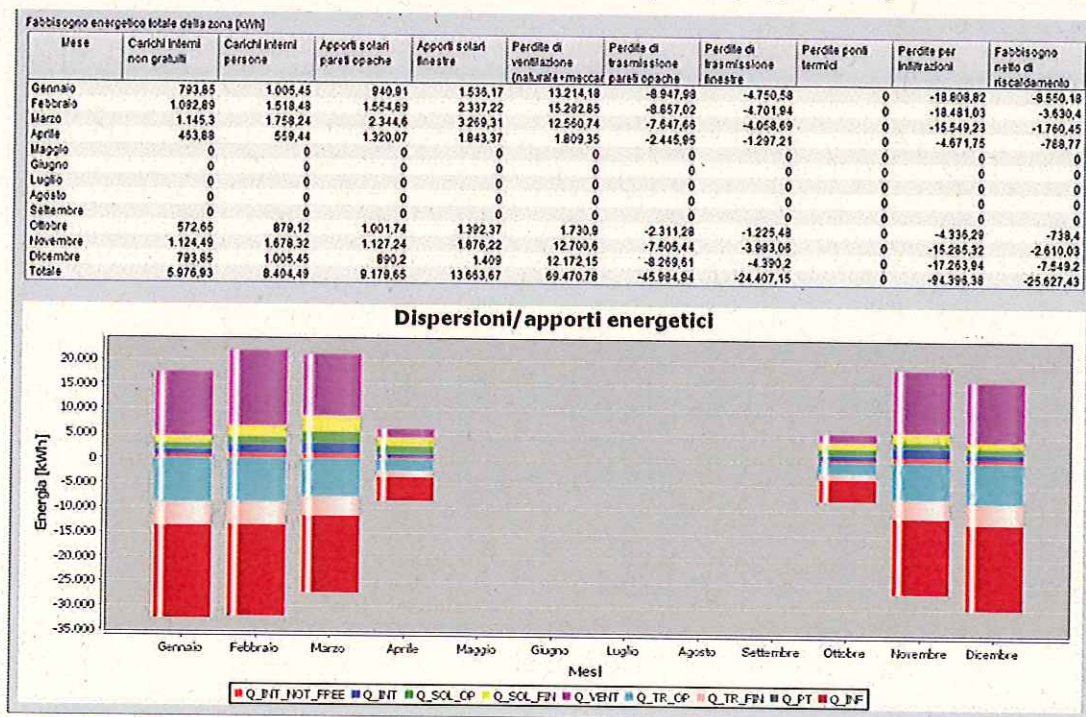 Fabbisogno energetico totale della zona [kWh]
Mese Carichi interni non gratuiti Carichi interni persone Apporti solari pareti opache Apporti solari finestre Perdite di ventilazione (naturale+meccar Perdite di trasmissione pareti opache Perdite di trasmissione finestre Perdite ponti termici Perdite per infiltrazioni Fabbisogno netto di riscaldamento
Gennaio 793,85 1.005,45 940,91 1.536,17 13.214,18 -8.947,98 -4.750,58 0 -18.808,82 -8.550,18
Febbraio 1.092,89 1.518,48 1.554,89 2.337,22 15.282,65 -8.857,02 -4.701,94 0 -18.481,03 -3.630,4
Marzo 1.145,3 1.758,24 2.344,6 3.269,31 12.560,74 -7.647,66 -4.058,69 0 -15.549,23 -1.760,45
Aprile 453,88 559,44 1.320,07 1.843,37 1.809,35 -2.445,95 -1.297,21 0 -4.671,75 -788,77
Maggio 0 0 0 0 0 0 0 0 0 0
Giugno 0 0 0 0 0 0 0 0 0 0
Luglio 0 0 0 0 0 0 0 0 0 0
Agosto 0 0 0 0 0 0 0 0 0 0
Settembre 0 0 0 0 0 0 0 0 0 0
Ottobre 572,65 879,12 1.001,74 1.392,37 1.730,9 -2.311,28 -1.225,48 0 -4.335,29 -738,4
Novembre 1.124,49 1.678,32 1.127,24 1.876,22 12.700,6 -7.505,44 0 -15.285,32 -2.610,03
Dicembre 793,85 1.005,45 890,2 1.409 12.172,15 -8.269,61 0 -17.263,94 -7.549,2
Totale 5.976,93 8.404,49 9.179,65 13.663,67 69.470,78 -45.984,94 -24.407,15 0 -94.395,38 -25.627,43
Dispersioni/apporti energetici
Energia [kWh]
20.000
15.000
10.000
5.000
0
-5.000
-10.000
-15.000
-20.000
-25.000
-30.000
-35.000
Gennaio Febbraio Marzo Aprile Maggio Giugno Luglio Agosto Settembre Ottobre Novembre Dicembre
Mesi
Q_INT_NOT_FPEE Q_INT Q_SOL_OP Q_SOL_FIN Q_VENT Q_TR_OP Q_TR_FIN Q_PT Q_INF